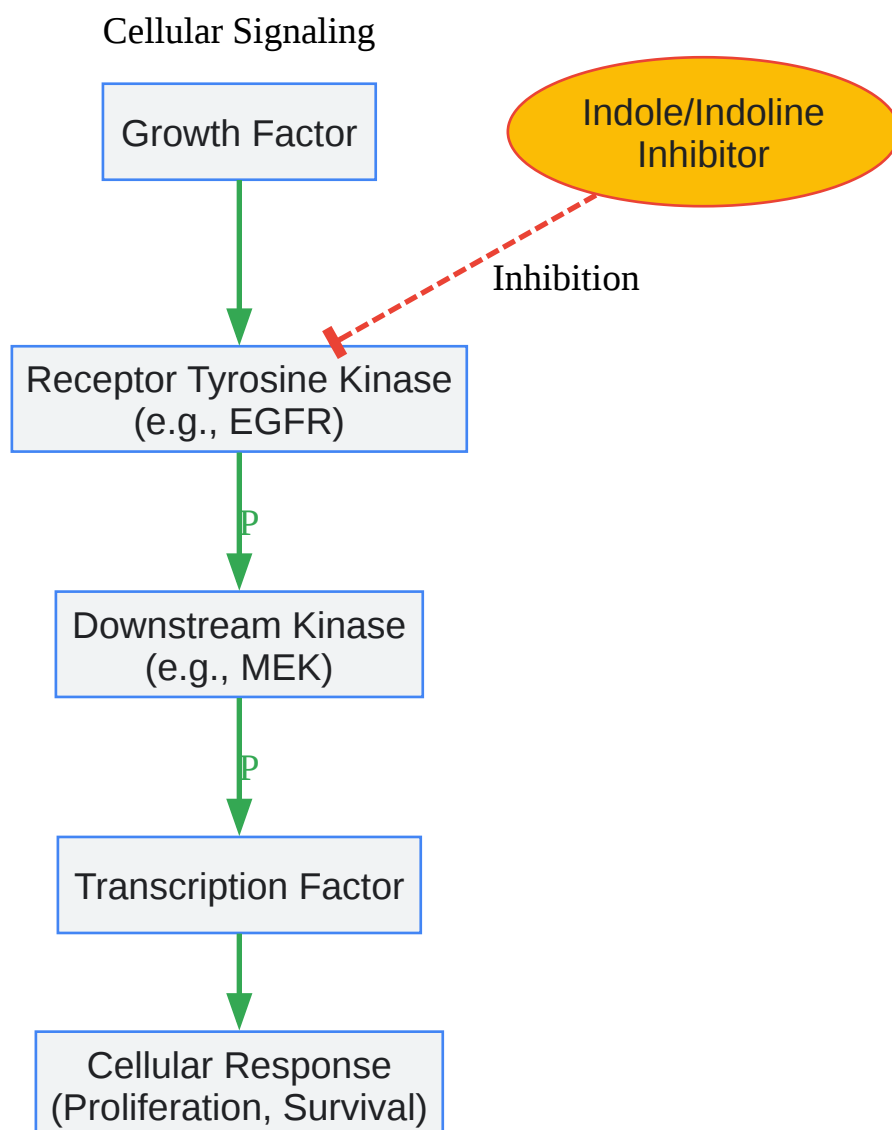 Cellular Signaling
Growth Factor
Indole/Indoline
Inhibitor
Inhibition
Receptor Tyrosine Kinase
(e.g., EGFR)
P
Downstream Kinase
(e.g., MEK)
P
Transcription Factor
Cellular Response
(Proliferation, Survival)